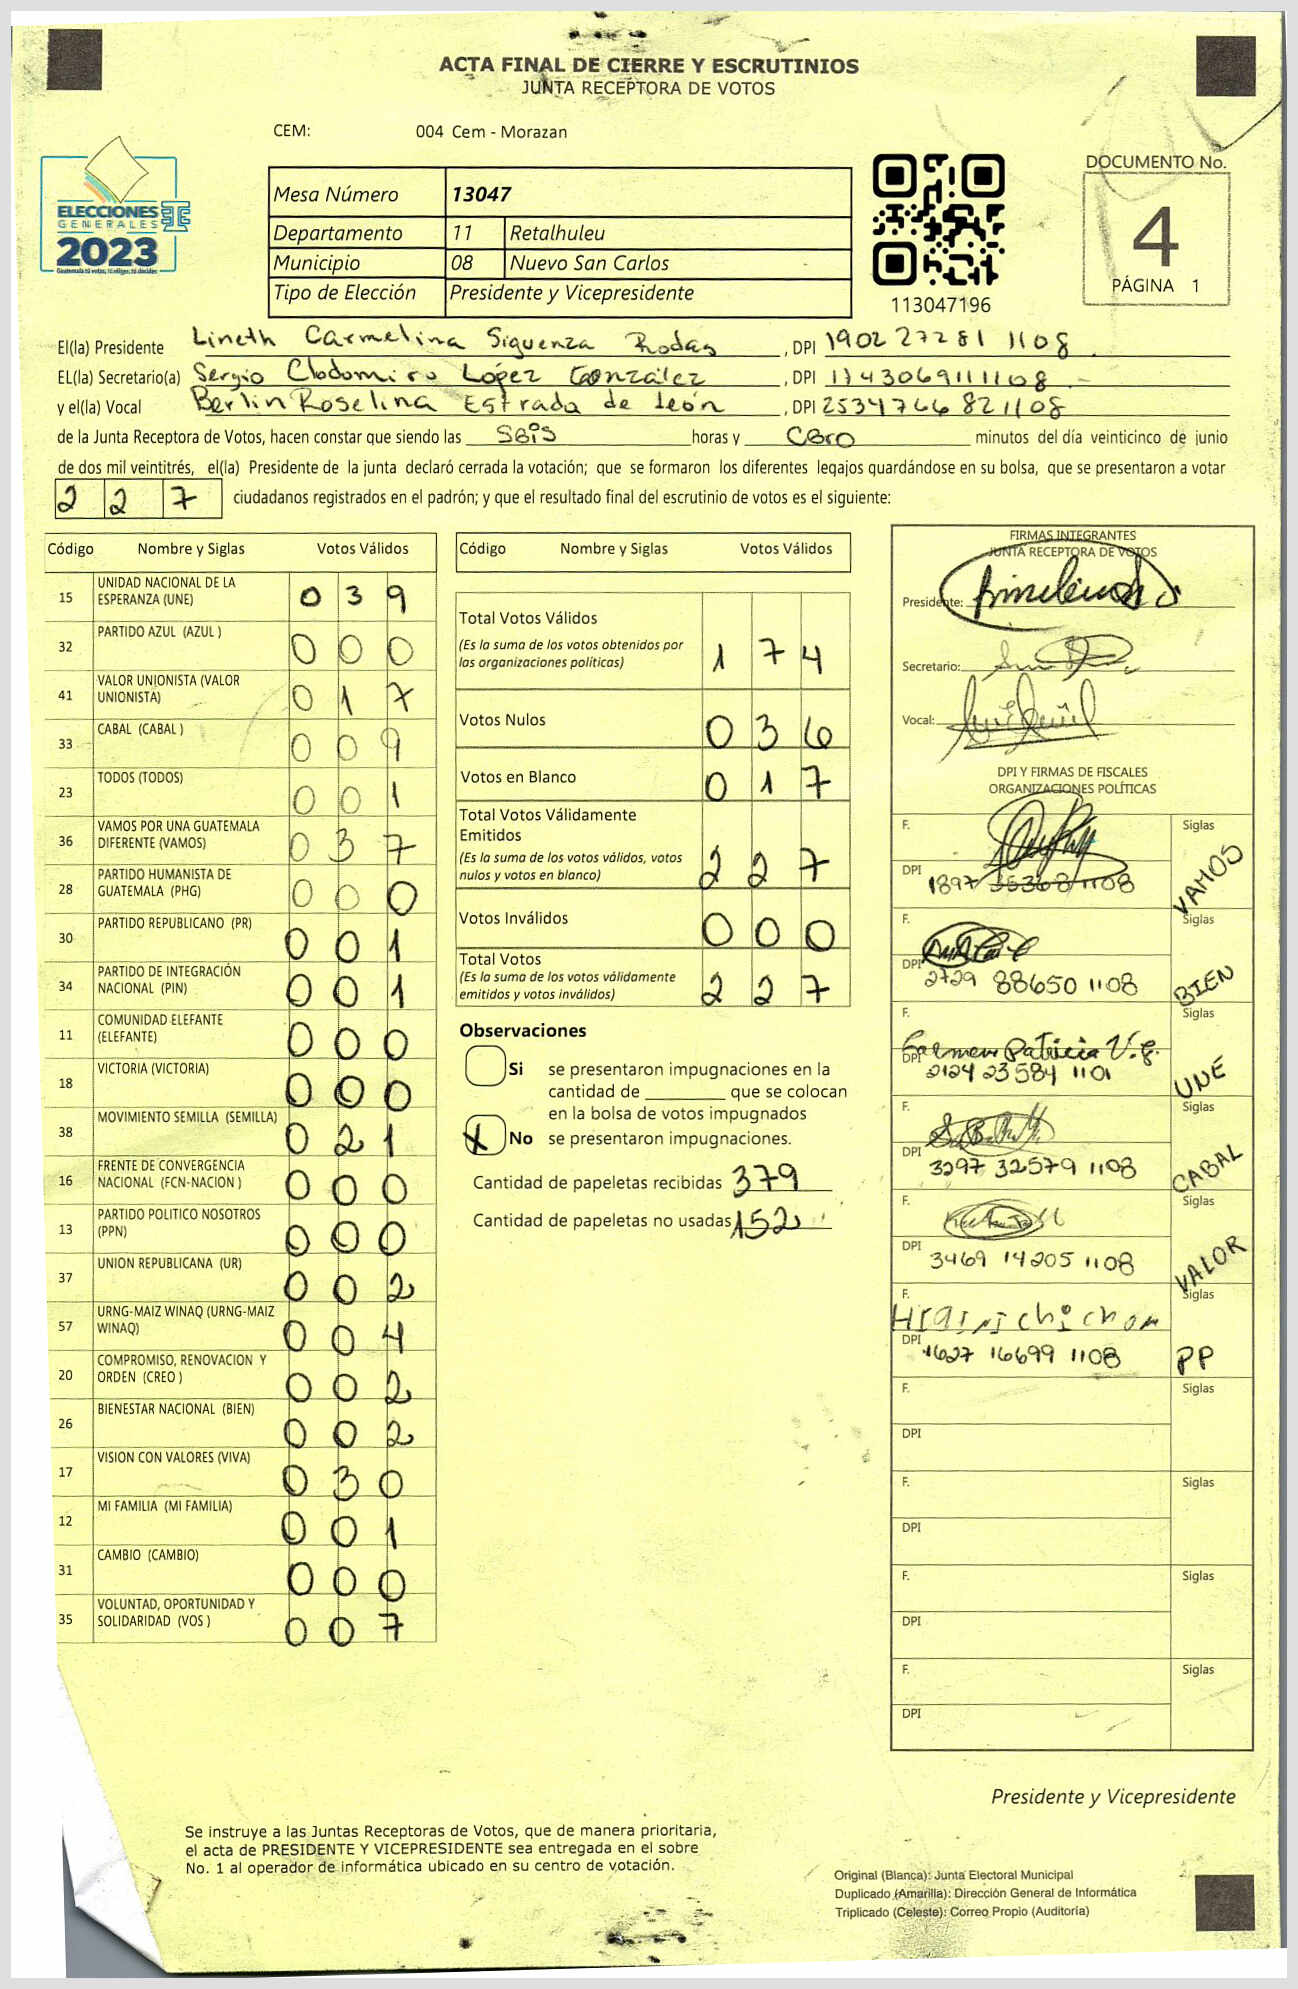 ACTA FINAL DE CIERRE Y ESCRUTINIOS
JUNTA RECEPTORA DE VOTOS
CEM: 004 Cem - Morazan
ELECCIONES
GENERALES
2023
Guatemala tú votas, tú eliges, tú decides
Mesa Número 13047
Departamento 11 Retalhuleu
Municipio 08 Nuevo San Carlos
Tipo de Elección Presidente y Vicepresidente
113047196
DOCUMENTO No.
4
PÁGINA 1
El(la) Presidente Lineth Carmelina Siguenza Rodas, DPI 1902 27281 1108
EL(la) Secretario(a) Sergio Clodomiro López González, DPI 1743069111108
y el(la) Vocal Berlin Roselina Estrada de león, DPI 2534766821108
de la Junta Receptora de Votos, hacen constar que siendo las Seis horas y Cero minutos del día veinticinco de junio
de dos mil veintitrés, el(la) Presidente de la junta declaró cerrada la votación; que se formaron los diferentes legajos guardándose en su bolsa, que se presentaron a votar
2 2 7 ciudadanos registrados en el padrón; y que el resultado final del escrutinio de votos es el siguiente:
Código Nombre y Siglas Votos Válidos
15 UNIDAD NACIONAL DE LA ESPERANZA (UNE) 0 3 9
32 PARTIDO AZUL (AZUL ) 0 0 0
41 VALOR UNIONISTA (VALOR UNIONISTA) 0 1 7
33 CABAL (CABAL ) 0 0 9
23 TODOS (TODOS) 0 0 1
36 VAMOS POR UNA GUATEMALA DIFERENTE (VAMOS) 0 3 7
28 PARTIDO HUMANISTA DE GUATEMALA (PHG) 0 0 0
30 PARTIDO REPUBLICANO (PR) 0 0 1
34 PARTIDO DE INTEGRACIÓN NACIONAL (PIN) 0 0 1
11 COMUNIDAD ELEFANTE (ELEFANTE) 0 0 0
18 VICTORIA (VICTORIA) 0 0 0
38 MOVIMIENTO SEMILLA (SEMILLA) 0 2 1
16 FRENTE DE CONVERGENCIA NACIONAL (FCN-NACION ) 0 0 0
13 PARTIDO POLITICO NOSOTROS (PPN) 0 0 0
37 UNION REPUBLICANA (UR) 0 0 2
57 URNG-MAIZ WINAQ (URNG-MAIZ WINAQ) 0 0 4
20 COMPROMISO, RENOVACION Y ORDEN (CREO ) 0 0 2
26 BIENESTAR NACIONAL (BIEN) 0 0 2
17 VISION CON VALORES (VIVA) 0 3 0
12 MI FAMILIA (MI FAMILIA) 0 0 1
31 CAMBIO (CAMBIO) 0 0 0
35 VOLUNTAD, OPORTUNIDAD Y SOLIDARIDAD (VOS ) 0 0 7
Código Nombre y Siglas Votos Válidos
Total Votos Válidos
(Es la suma de los votos obtenidos por
las organizaciones políticas) 1 7 4
Votos Nulos 0 3 6
Votos en Blanco 0 1 7
Total Votos Válidamente
Emitidos
(Es la suma de los votos válidos, votos
nulos y votos en blanco) 2 2 7
Votos Inválidos 0 0 0
Total Votos
(Es la suma de los votos válidamente
emitidos y votos inválidos) 2 2 7
Observaciones
Si se presentaron impugnaciones en la
cantidad de que se colocan
en la bolsa de votos impugnados
X No se presentaron impugnaciones.
Cantidad de papeletas recibidas 379
Cantidad de papeletas no usadas 152
FIRMAS INTEGRANTES
JUNTA RECEPTORA DE VOTOS
Presidente:
Secretario:
Vocal:
DPI Y FIRMAS DE FISCALES
ORGANIZACIONES POLÍTICAS
F. Siglas
DPI 1897 35368 1108 VAMOS
F. Siglas
DPI 2729 88650 1108 BIEN
F. Carmen Patricia V. g. Siglas
DPI 2124 23584 1101 UNE
F. Siglas
DPI 3297 32579 1108 CABAL
F. Siglas
DPI 3469 14205 1108 VALOR
F. Siglas
DPI 1627 16699 1108 PP
F. Siglas
DPI
F. Siglas
DPI
F. Siglas
DPI
F. Siglas
DPI
Presidente y Vicepresidente
Se instruye a las Juntas Receptoras de Votos, que de manera prioritaria,
el acta de PRESIDENTE Y VICEPRESIDENTE sea entregada en el sobre
No. 1 al operador de informática ubicado en su centro de votación.
Original (Blanca): Junta Electoral Municipal
Duplicado (Amarilla): Dirección General de Informática
Triplicado (Celeste): Correo Propio (Auditoría)